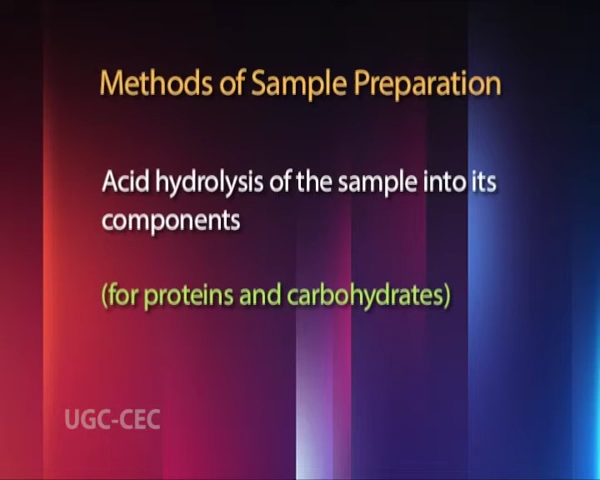 Methods of Sample Preparation
Acid hydrolysis of the sample into its
components
(for proteins and carbohydrates)
UGC-CEC